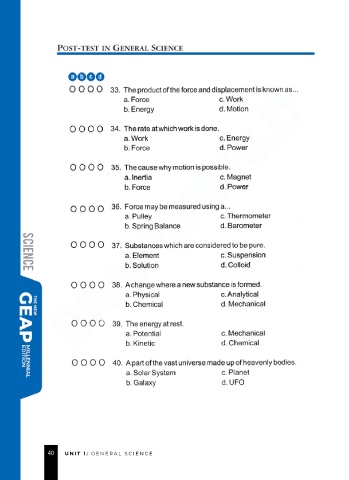 POST-TEST IN GENERAL SCIENCE
a b c d
33. The product of the force and displacement is known as...
a. Force c. Work
b. Energy d. Motion
34. The rate at which work is done.
a. Work c. Energy
b. Force d. Power
35. The cause why motion is possible.
a. Inertia c. Magnet
b. Force d. Power
36. Force may be measured using a...
a. Pulley c. Thermometer
b. Spring Balance d. Barometer
37. Substances which are considered to be pure.
a. Element c. Suspension
b. Solution d. Colloid
38. A change where a new substance is formed.
a. Physical c. Analytical
b. Chemical d. Mechanical
39. The energy at rest.
a. Potential c. Mechanical
b. Kinetic d. Chemical
40. A part of the vast universe made up of heavenly bodies.
a. Solar System c. Planet
b. Galaxy d. UFO
SCIENCE
THE NEW
GEAP
MILLENNIAL
EDITION
40 UNIT 1: GENERAL SCIENCE